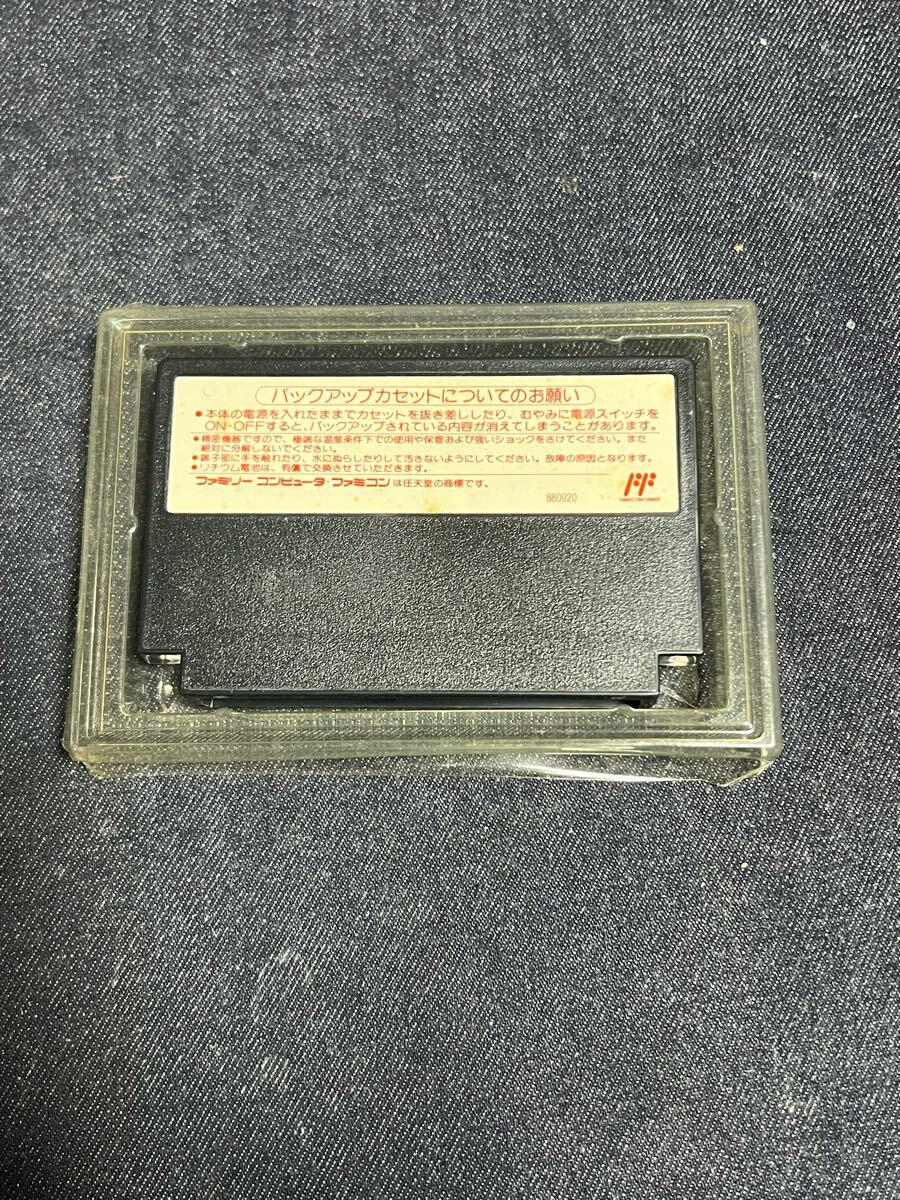 バックアップカセットについてのお願い
●本体の電源を入れたままでカセットを抜き差ししたり、むやみに電源スイッチを
ON・OFFすると、バックアップされている内容が消えてしまうことがあります。
●精密機器ですので、極端な温度条件下での使用や保管および強いショックをさけてください。また
絶対に分解しないでください。
●端子部に手を触れたり、水にぬらしたりして汚さないようにしてください。故障の原因となります。
●リチウム電池は、有償で交換させていただきます。
ファミリー コンピュータ・ファミコンは任天堂の商標です。
880920
FAMICOM FAMILY